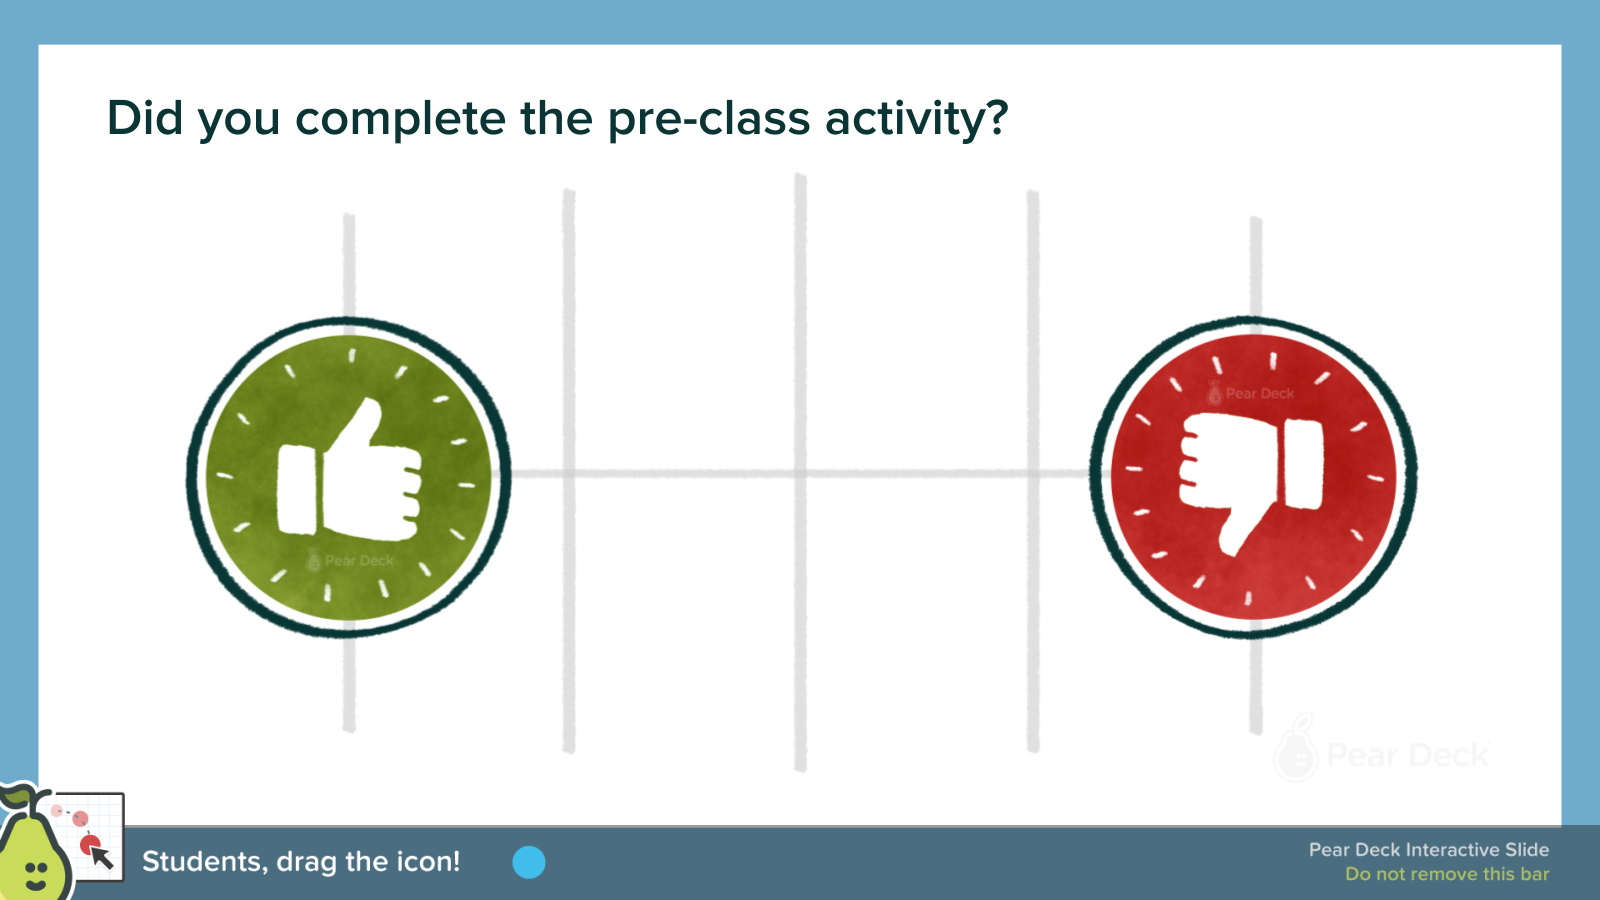 Did you complete the pre-class activity?
Pear Deck
Pear Deck
Pear Deck
Students, drag the icon!
Pear Deck Interactive Slide
Do not remove this bar